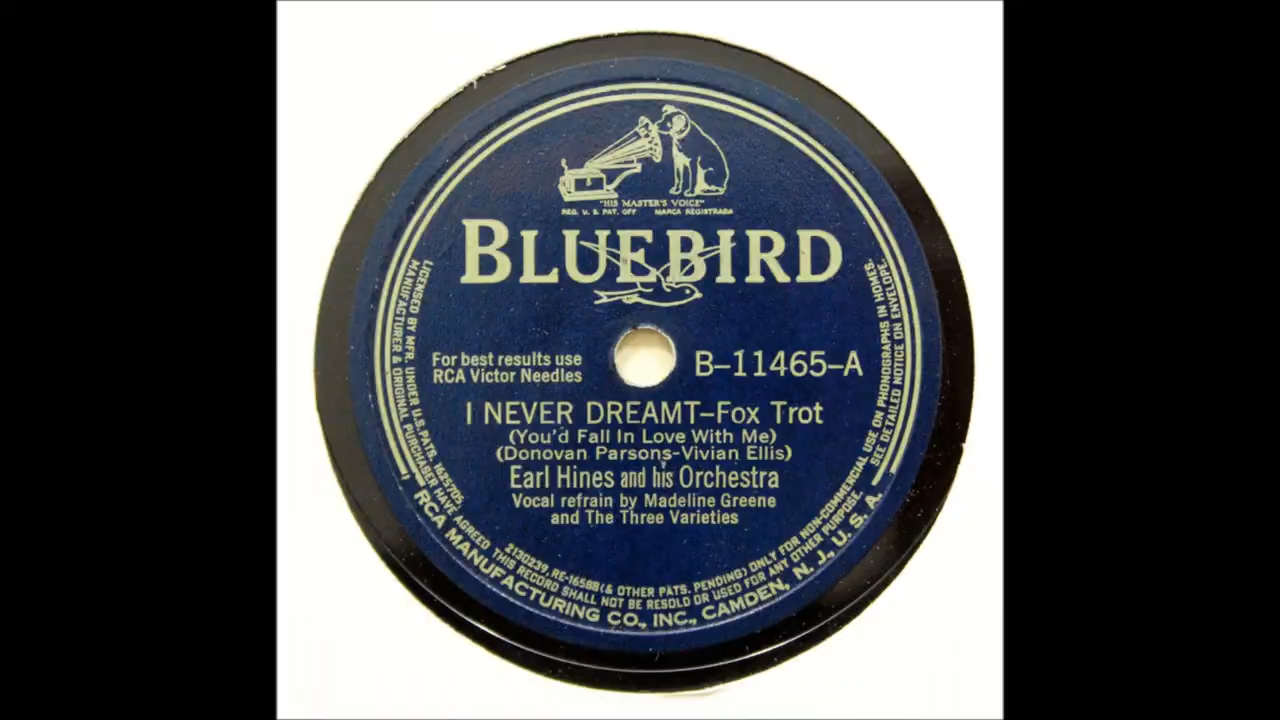 "HIS MASTER'S VOICE"
REG. U. S. PAT. OFF MARCA REGISTRADA
BLUEBIRD
For best results use
RCA Victor Needles
B-11465-A
I NEVER DREAMT-Fox Trot
(You'd Fall In Love With Me)
(Donovan Parsons-Vivian Ellis)
Earl Hines and his Orchestra
Vocal refrain by Madeline Greene
and The Three Varieties
LICENSED BY MFR. UNDER U.S. PATS. 1625705, 2130239, RE-16588 (& OTHER PATS. PENDING) ONLY FOR NON-COMMERCIAL USE ON PHONOGRAPHS IN HOMES.
MANUFACTURER & ORIGINAL PURCHASER HAVE AGREED THIS RECORD SHALL NOT BE RESOLD OR USED FOR ANY OTHER PURPOSE. SEE DETAILED NOTICE ON ENVELOPE.
RCA MANUFACTURING CO., INC., CAMDEN, N. J., U. S. A.